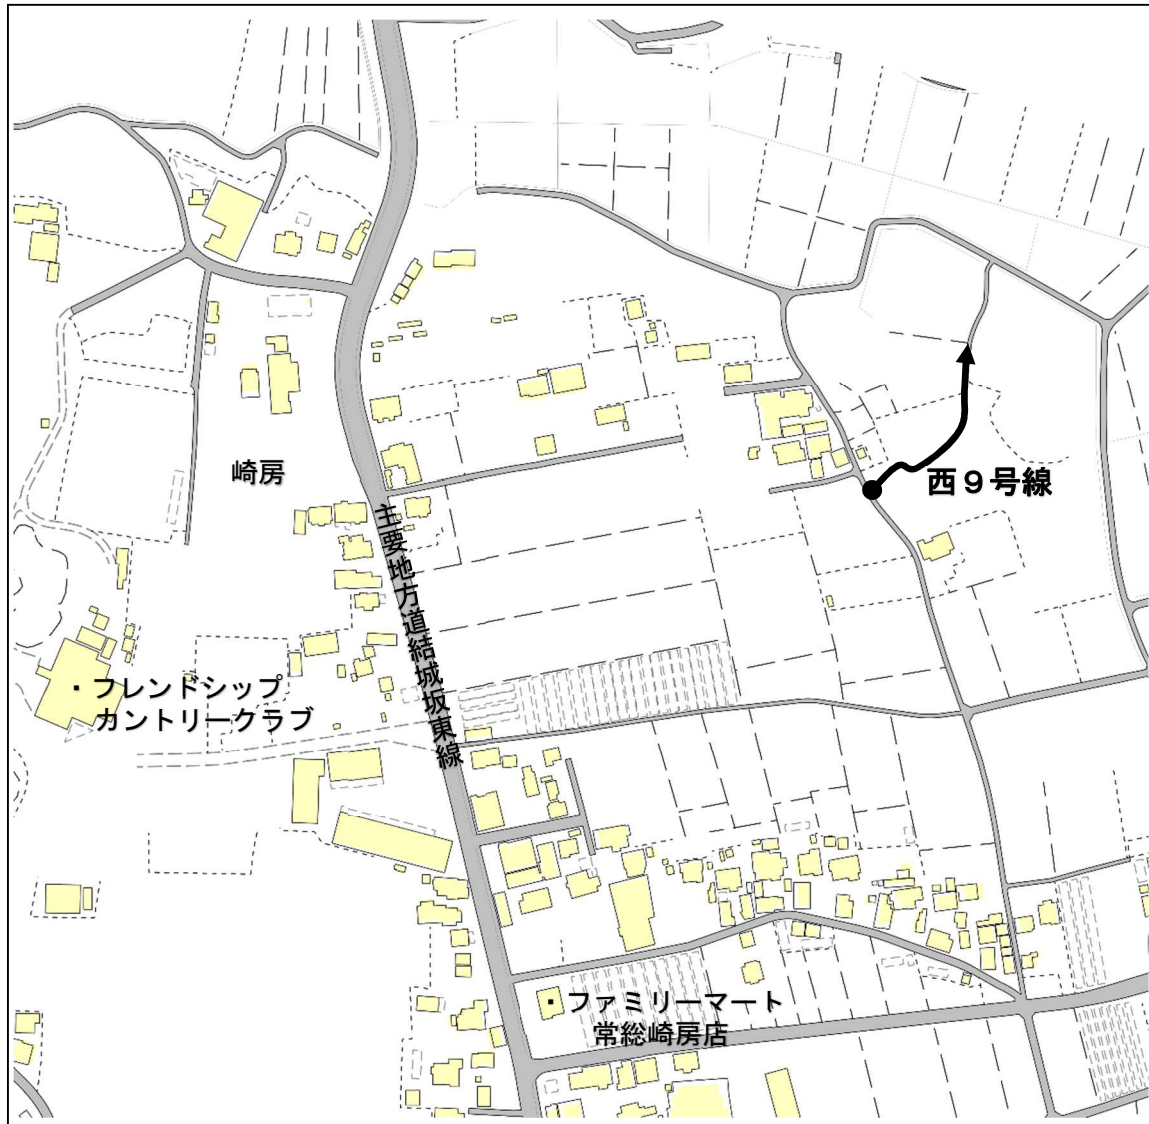 崎房
西９号線
主要地方道結城坂東線
・フレンドシップ
カントリークラブ
・ファミリーマート
常総崎房店